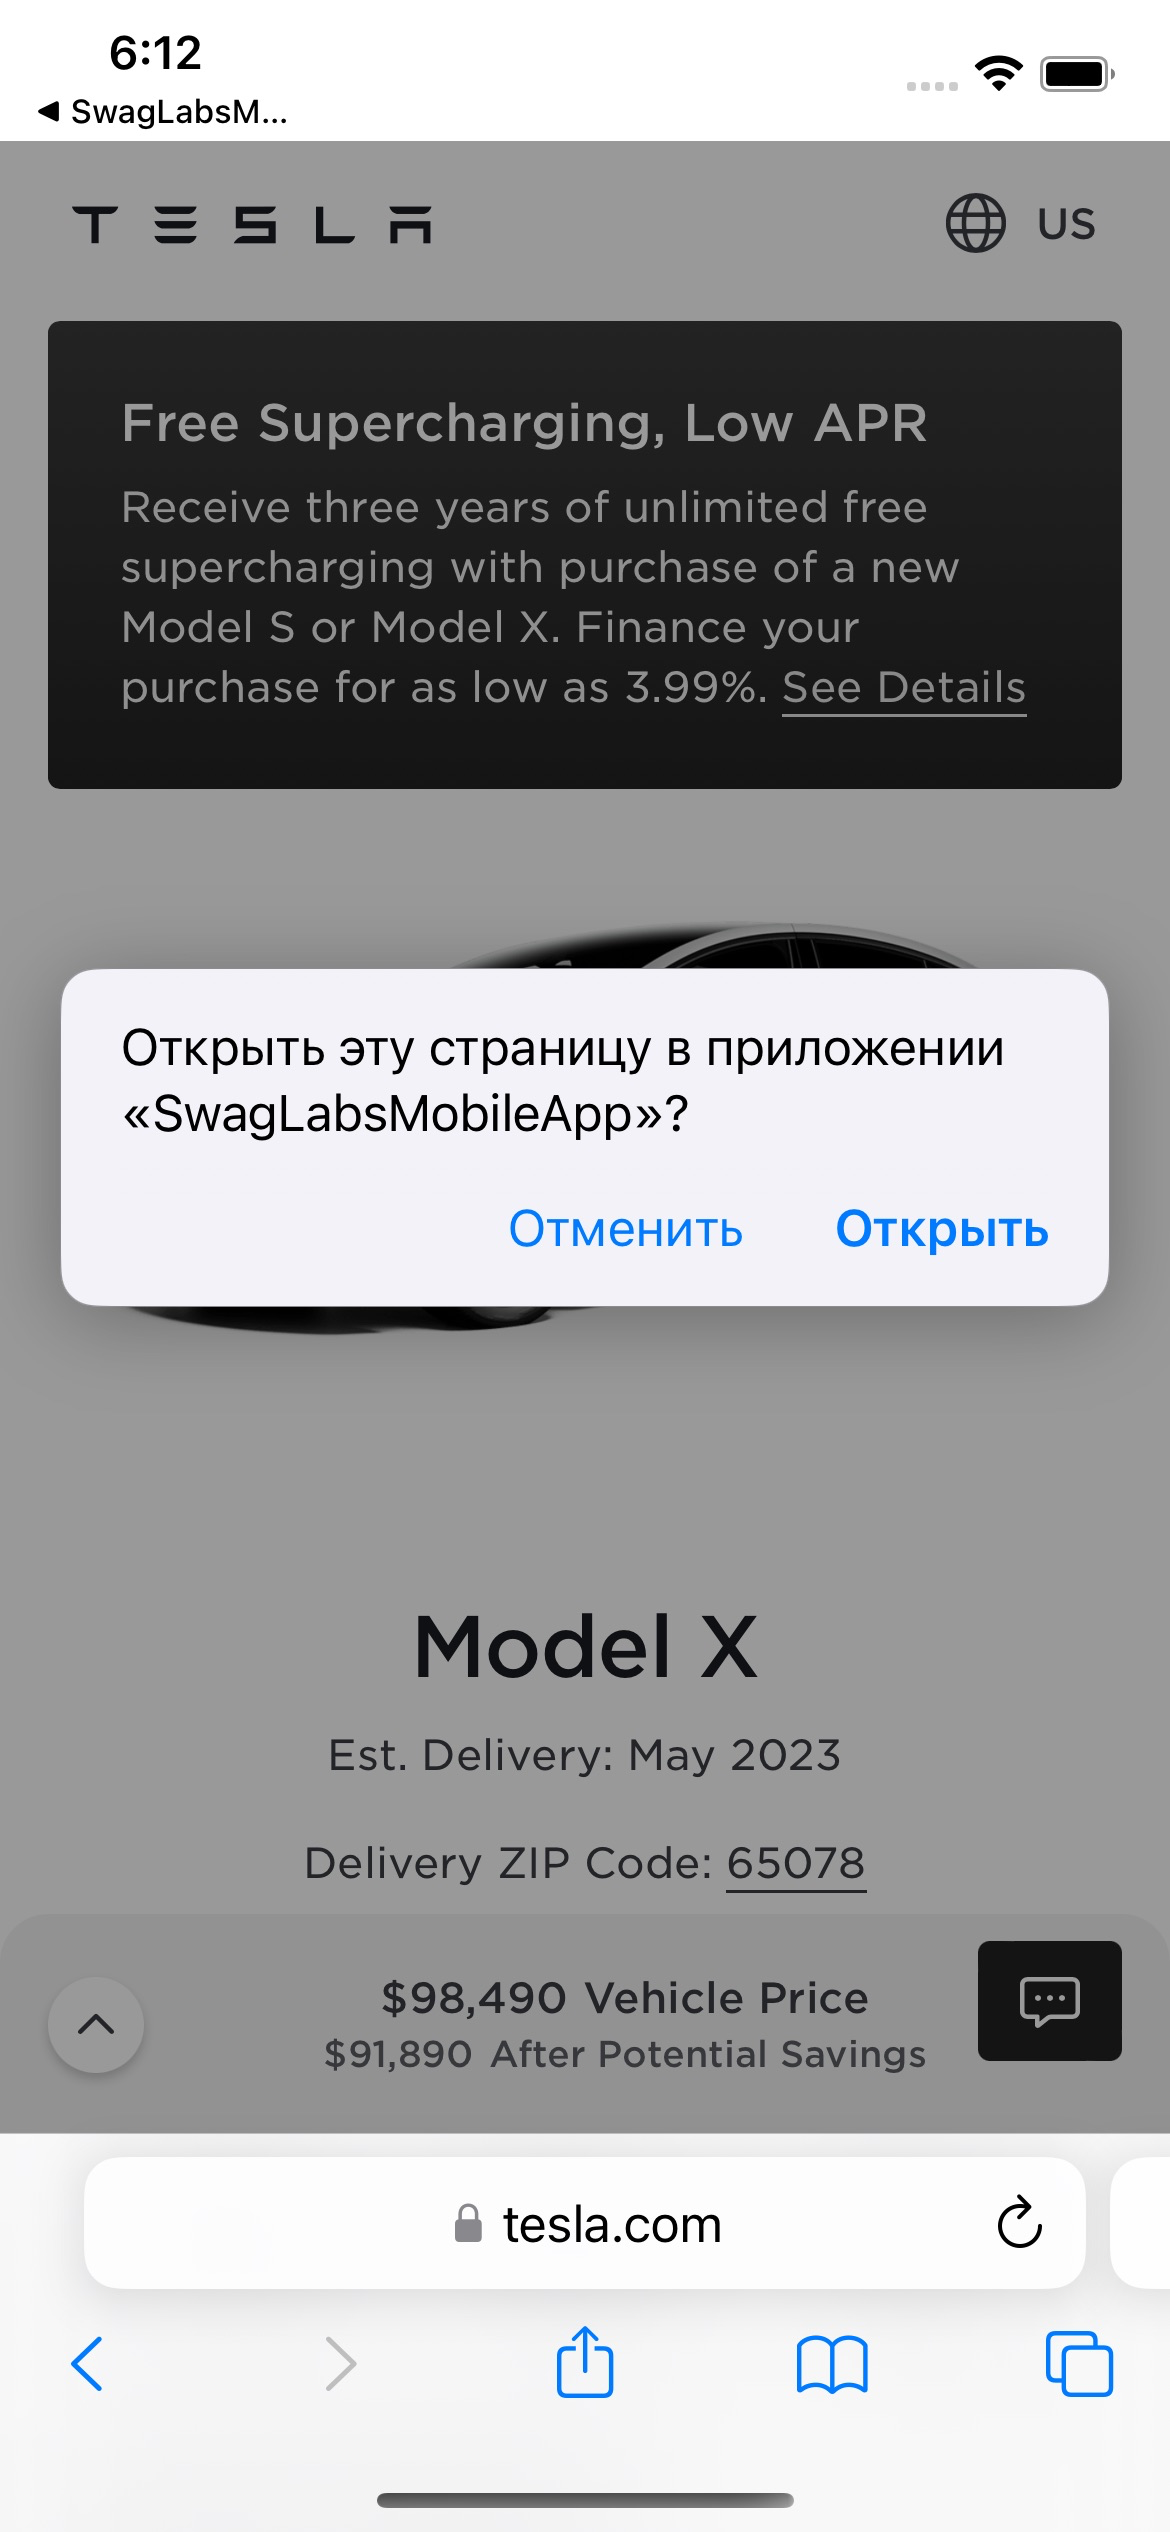 6:12
◀ SwagLabsM...
TESLA
US
Free Supercharging, Low APR
Receive three years of unlimited free
supercharging with purchase of a new
Model S or Model X. Finance your
purchase for as low as 3.99%. See Details
Открыть эту страницу в приложении
«SwagLabsMobileApp»?
Отменить
Открыть
Model X
Est. Delivery: May 2023
Delivery ZIP Code: 65078
$98,490 Vehicle Price
$91,890 After Potential Savings
tesla.com